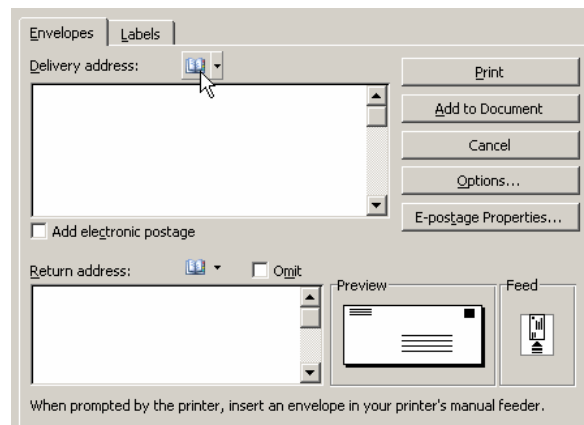 Envelopes Labels
Delivery address:
Print
Add to Document
Cancel
Options...
E-postage Properties...
Add electronic postage
Return address: Omit
Preview Feed
When prompted by the printer, insert an envelope in your printer's manual feeder.